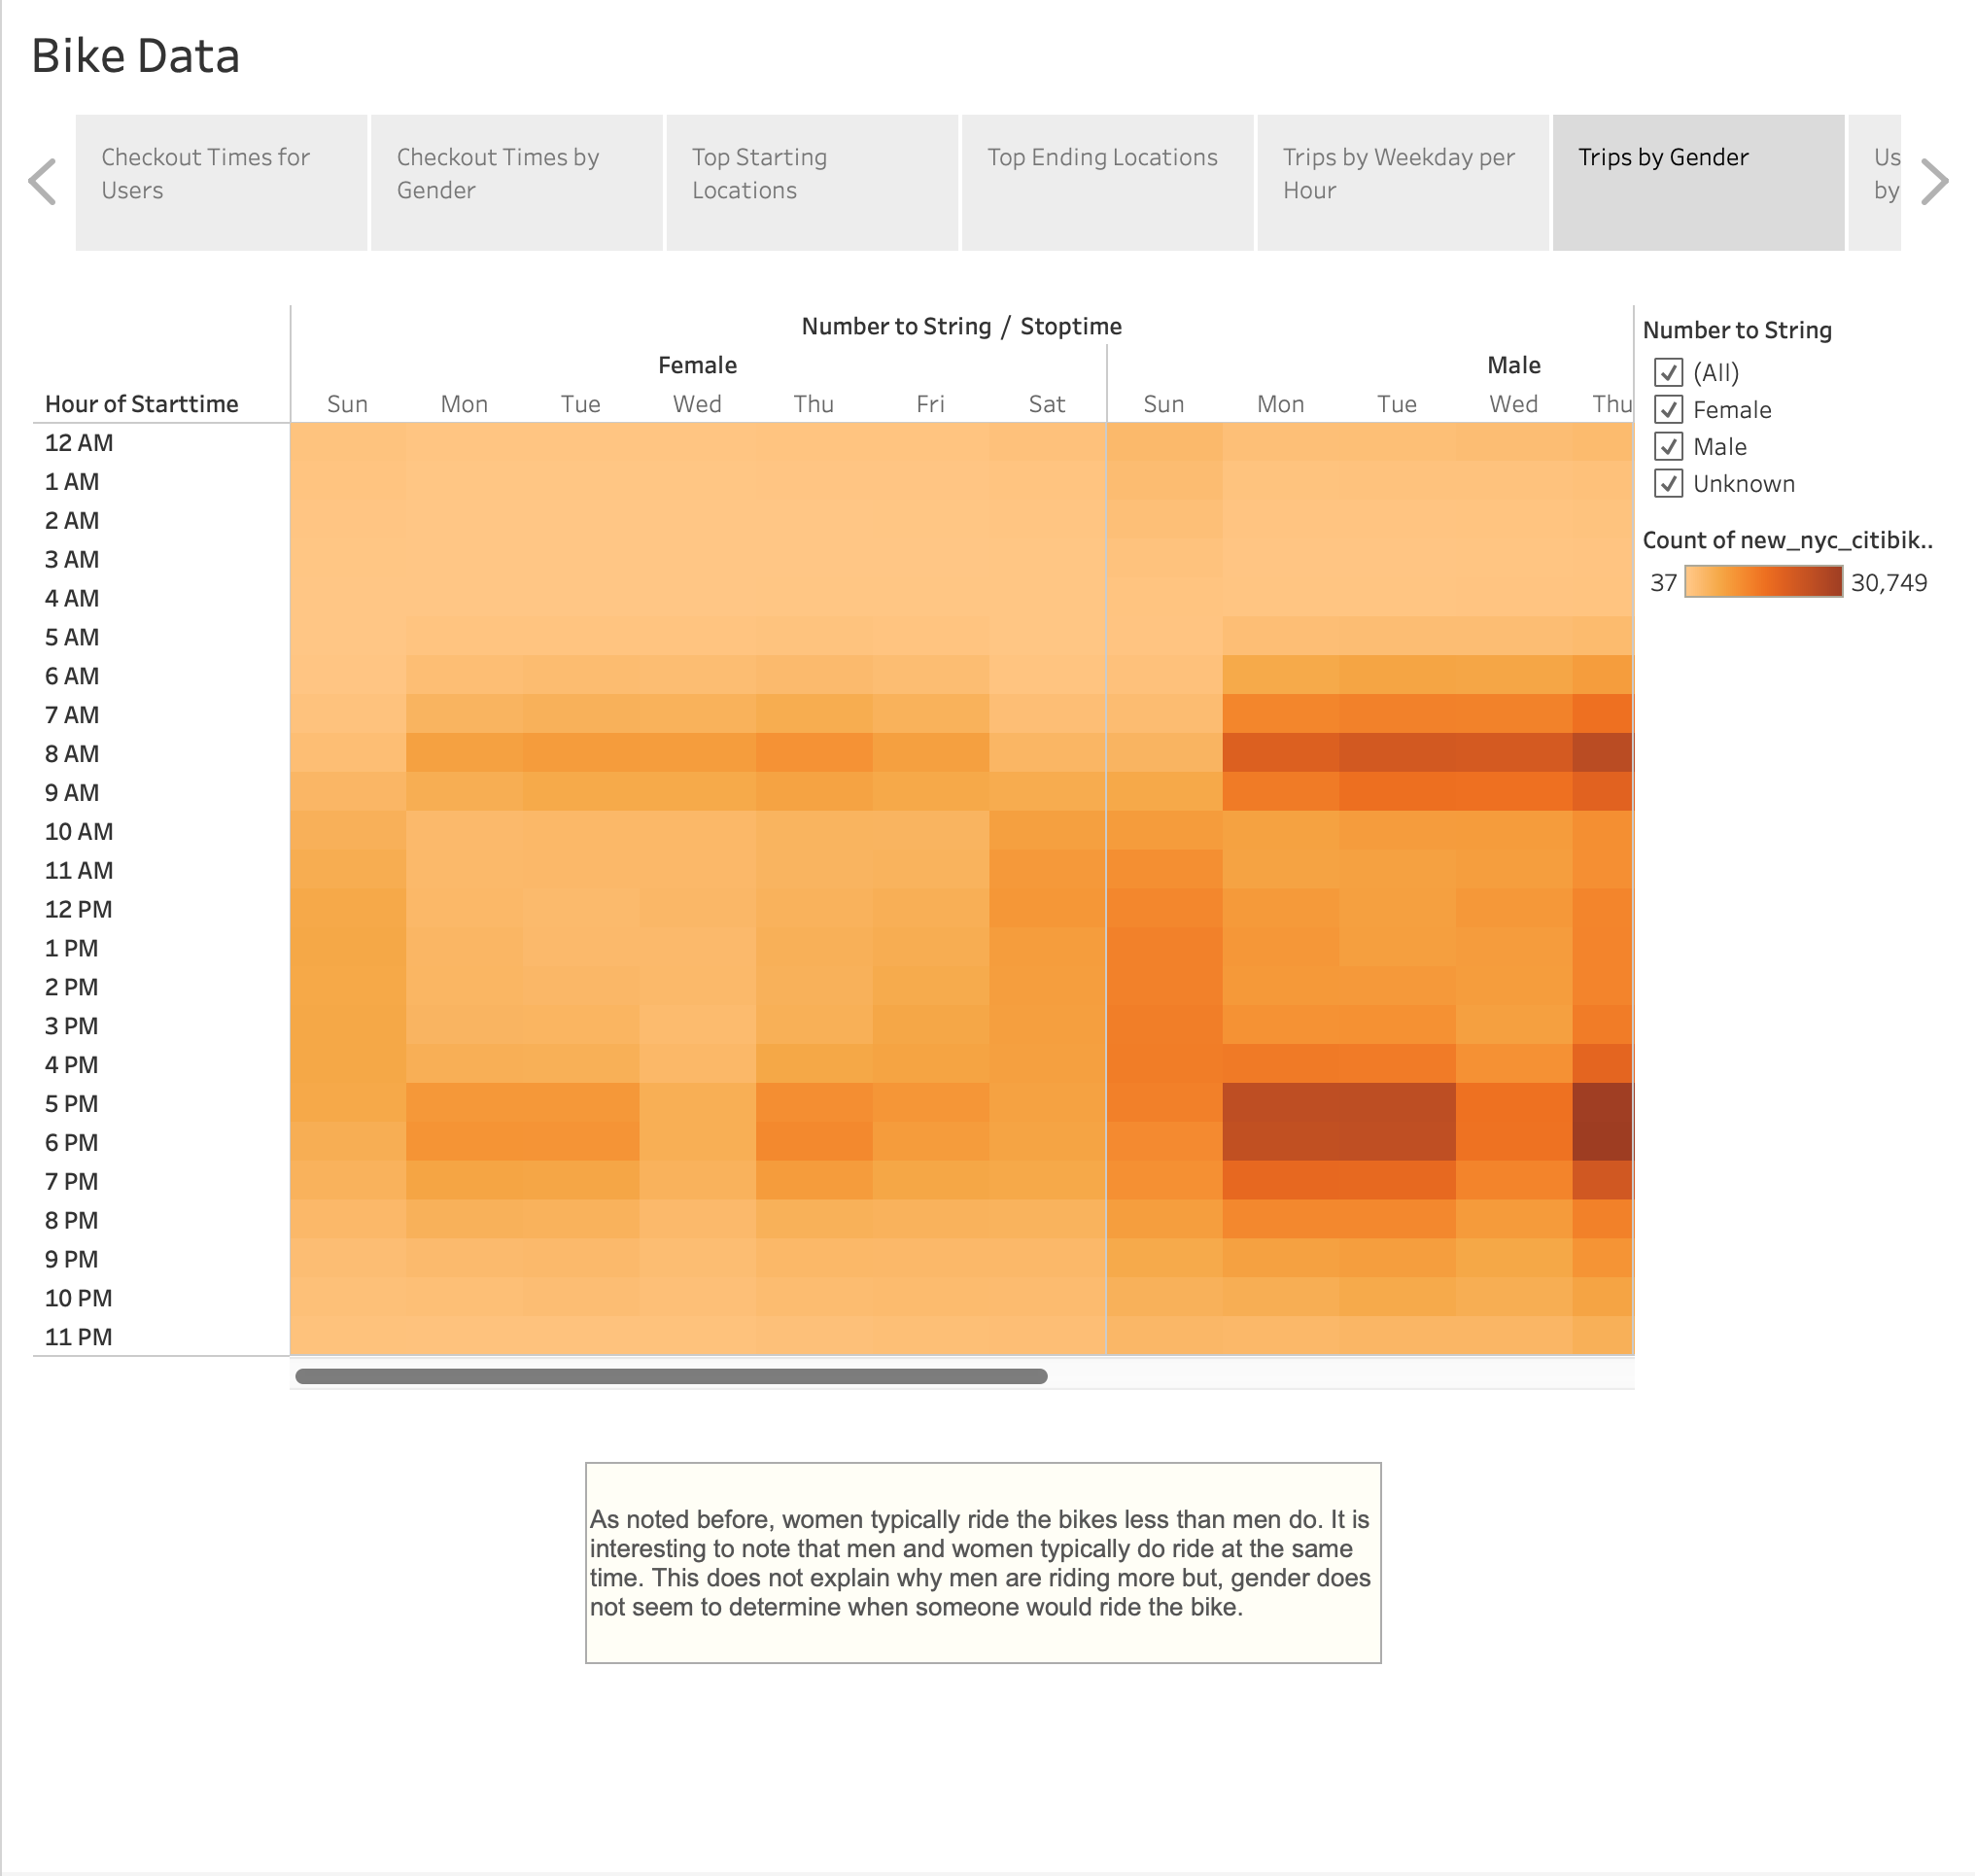 Bike Data
Checkout Times for
Users
Checkout Times by
Gender
Top Starting
Locations
Top Ending Locations
Trips by Weekday per
Hour
Trips by Gender
Us
by
Number to String / Stoptime
Female
Male
Hour of Starttime
Sun Mon Tue Wed Thu Fri Sat Sun Mon Tue Wed Thu
12 AM
1 AM
2 AM
3 AM
4 AM
5 AM
6 AM
7 AM
8 AM
9 AM
10 AM
11 AM
12 PM
1 PM
2 PM
3 PM
4 PM
5 PM
6 PM
7 PM
8 PM
9 PM
10 PM
11 PM
Number to String
(All)
Female
Male
Unknown
Count of new_nyc_citibik..
37 30,749
As noted before, women typically ride the bikes less than men do. It is
interesting to note that men and women typically do ride at the same
time. This does not explain why men are riding more but, gender does
not seem to determine when someone would ride the bike.